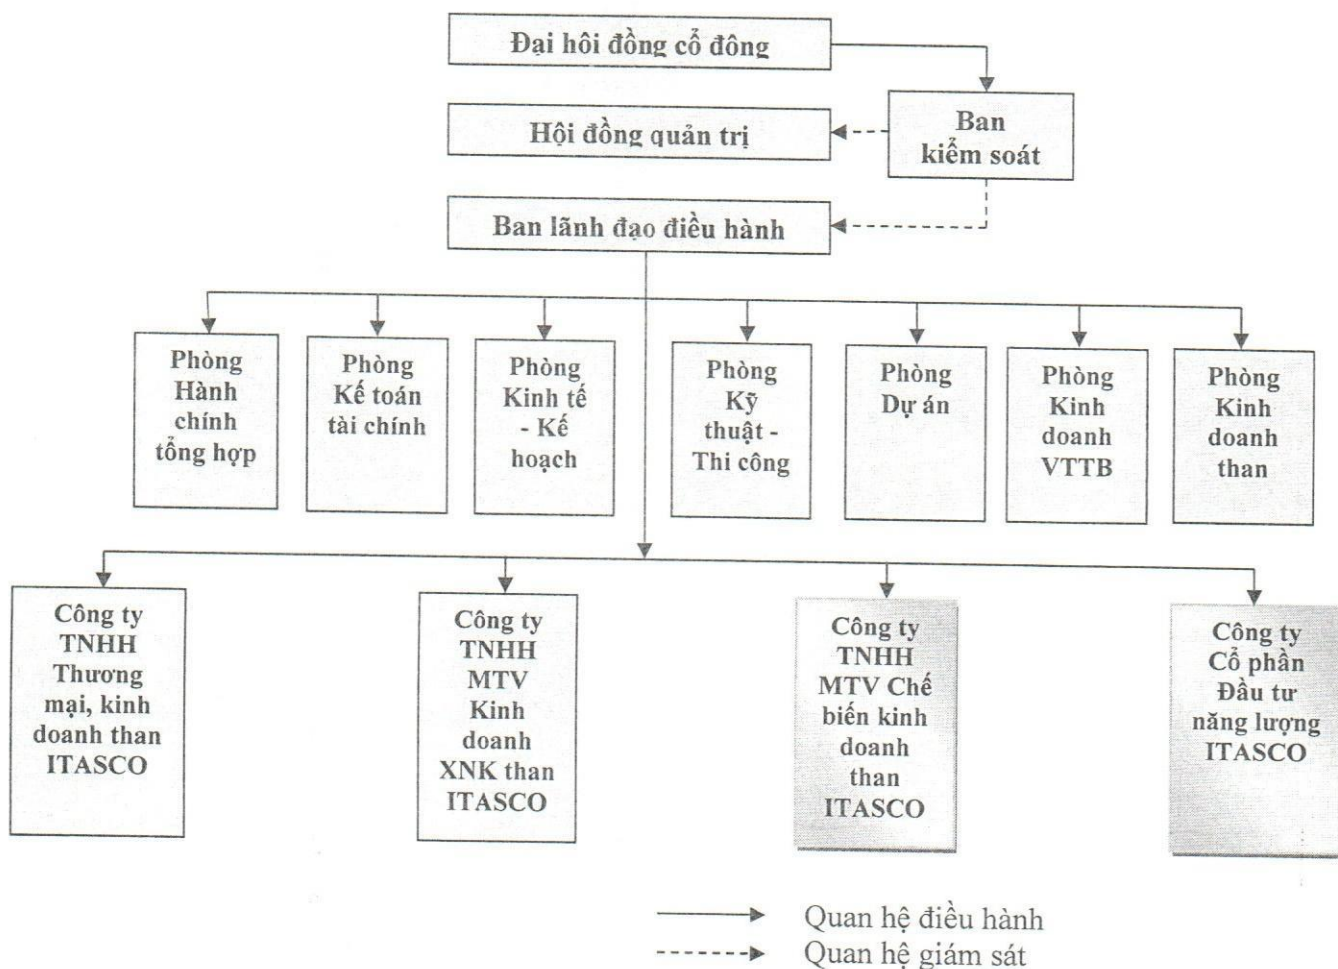 Đại hôi đồng cổ đông
Hội đồng quản trị
Ban
kiểm soát
Ban lãnh đạo điều hành
Phòng
Hành
chính
tổng hợp
Phòng
Kế toán
tài chính
Phòng
Kinh tế
- Kế
hoạch
Phòng
Kỹ
thuật -
Thi công
Phòng
Dự án
Phòng
Kinh
doanh
VTTB
Phòng
Kinh
doanh
than
Công ty
TNHH
Thương
mại, kinh
doanh than
ITASCO
Công ty
TNHH
MTV
Kinh
doanh
XNK than
ITASCO
Công ty
TNHH
MTV Chế
biến kinh
doanh
than
ITASCO
Công ty
Cổ phần
Đầu tư
năng lượng
ITASCO
Quan hệ điều hành
Quan hệ giám sát